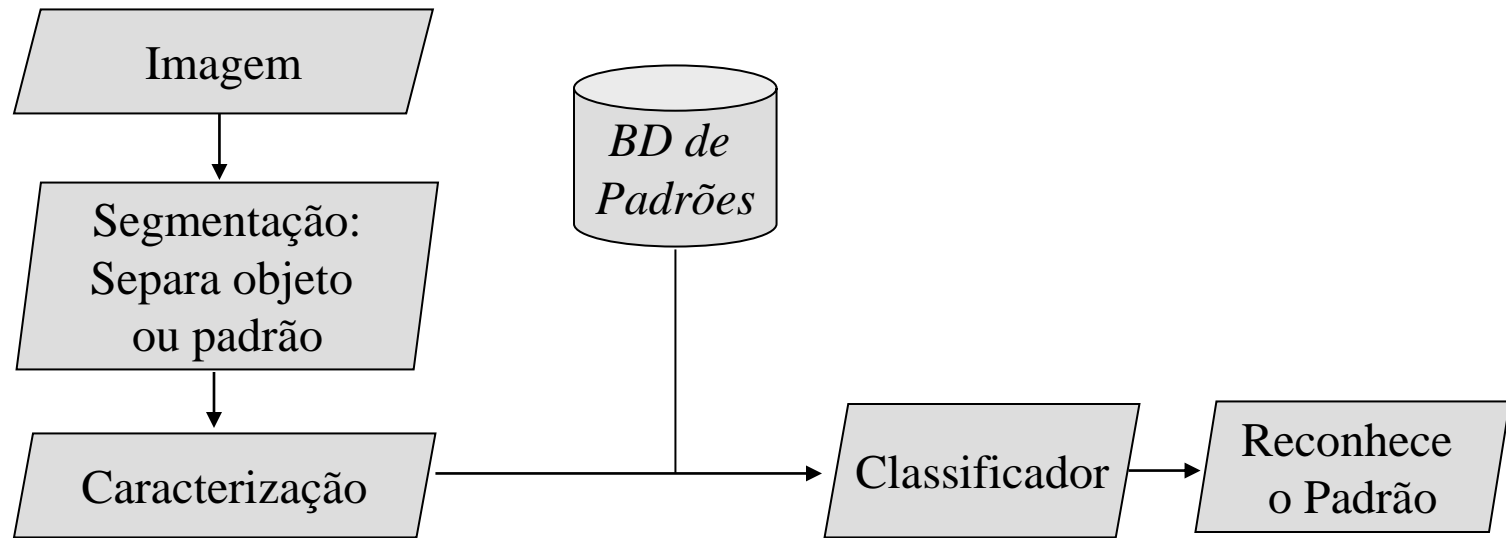 Imagem
BD de
Padrões
Segmentação:
Separa objeto
ou padrão
Caracterização
Classificador
Reconhece
o Padrão